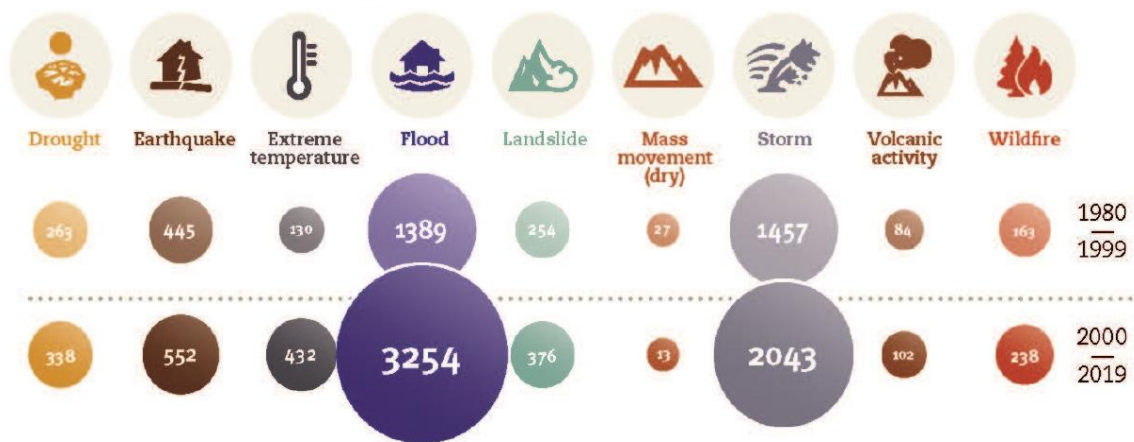 Drought
Earthquake
Extreme
temperature
Flood
Landslide
Mass
movement
(dry)
Storm
Volcanic
activity
Wildfire
263
445
130
1389
254
27
1457
84
163
1980
1999
338
552
432
3254
376
13
2043
102
238
2000
2019